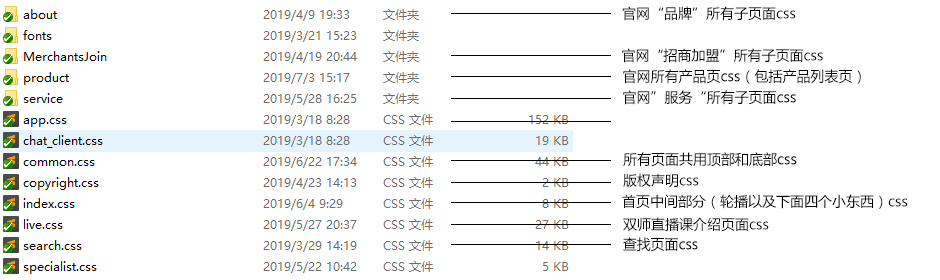 about 2019/4/9 19:33 文件夹 官网“品牌”所有子页面css
fonts 2019/3/21 15:23 文件夹
MerchantsJoin 2019/4/19 20:44 文件夹 官网“招商加盟”所有子页面css
product 2019/7/3 15:17 文件夹 官网所有产品页css（包括产品列表页）
service 2019/5/28 16:25 文件夹 官网”服务“所有子页面css
app.css 2019/3/18 8:28 CSS 文件 152 KB
chat_client.css 2019/3/18 8:28 CSS 文件 19 KB
common.css 2019/6/22 17:34 CSS 文件 44 KB 所有页面共用顶部和底部css
copyright.css 2019/4/23 14:13 CSS 文件 2 KB 版权声明css
index.css 2019/6/4 9:29 CSS 文件 8 KB 首页中间部分（轮播以及下面四个小东西）css
live.css 2019/5/27 20:37 CSS 文件 27 KB 双师直播课介绍页面css
search.css 2019/3/29 14:19 CSS 文件 14 KB 查找页面css
specialist.css 2019/5/22 10:42 CSS 文件 5 KB